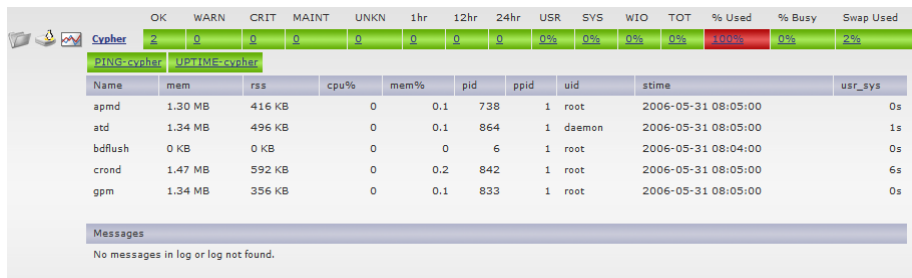 OK WARN CRIT MAINT UNKN 1hr 12hr 24hr USR SYS WIO TOT % Used % Busy Swap Used
Cypher 2 0 0 0 0 0 0 0 0% 0% 0% 0% 100% 0% 2%
PING-cypher UPTIME-cypher
Name mem rss cpu% mem% pid ppid uid stime usr_sys
apmd 1.30 MB 416 KB 0 0.1 738 1 root 2006-05-31 08:05:00 0s
atd 1.34 MB 496 KB 0 0.1 864 1 daemon 2006-05-31 08:05:00 1s
bdflush 0 KB 0 KB 0 0 6 1 root 2006-05-31 08:04:00 0s
crond 1.47 MB 592 KB 0 0.2 842 1 root 2006-05-31 08:05:00 6s
gpm 1.34 MB 356 KB 0 0.1 833 1 root 2006-05-31 08:05:00 0s
Messages
No messages in log or log not found.